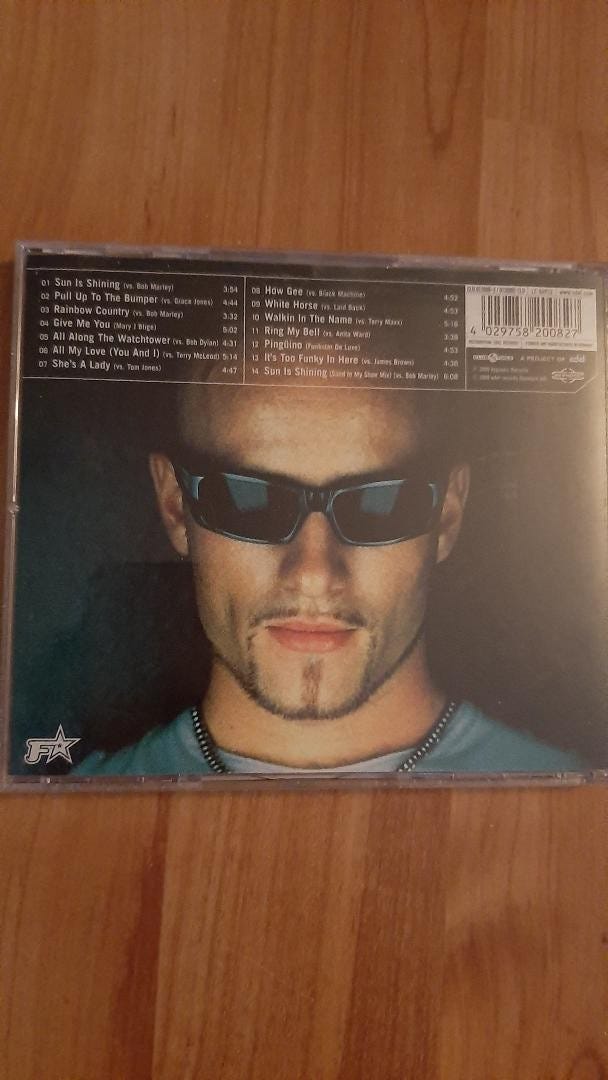 01 Sun Is Shining (vs. Bob Marley) 3:54
02 Pull Up To The Bumper (vs. Grace Jones) 4:44
03 Rainbow Country (vs. Bob Marley) 3:32
04 Give Me You (Mary J Blige) 5:02
05 All Along The Watchtower (vs. Bob Dylan) 4:31
06 All My Love (You And I) (vs. Terry McLeod) 5:14
07 She's A Lady (vs. Tom Jones) 4:47
08 How Gee (vs. Black Machine) 4:52
09 White Horse (vs. Laid Back) 4:53
10 Walkin In The Name (vs. Terry Maxx) 5:16
11 Ring My Bell (vs. Anita Ward) 3:38
12 Pingüino (Funkstar De Luxe) 4:53
13 It's Too Funky In Here (vs. James Brown) 4:36
14 Sun Is Shining (Sand In My Shoe Mix) (vs. Bob Marley) 6:08
4 029758 200827
A PROJECT OF edel
F